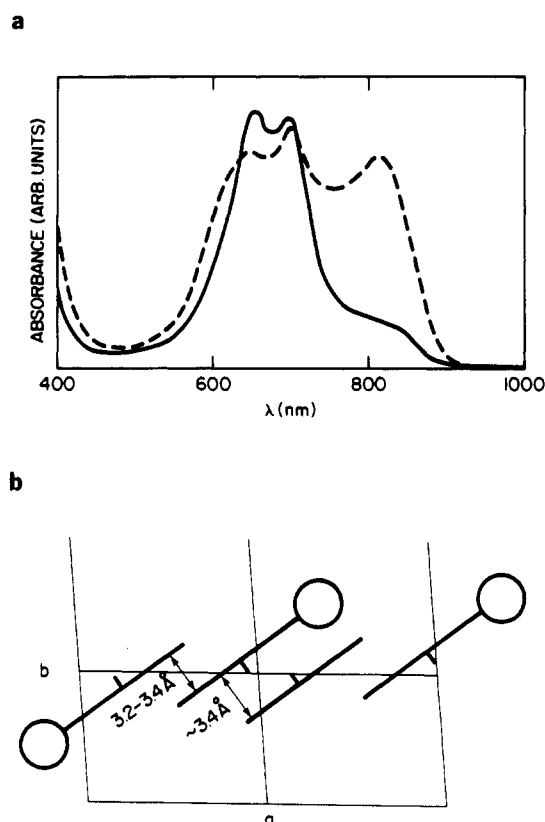 a
ABSORBANCE (ARB. UNITS)
400 600 800 1000
λ (nm)
b
b
3.2-3.4Å
~3.4Å
a